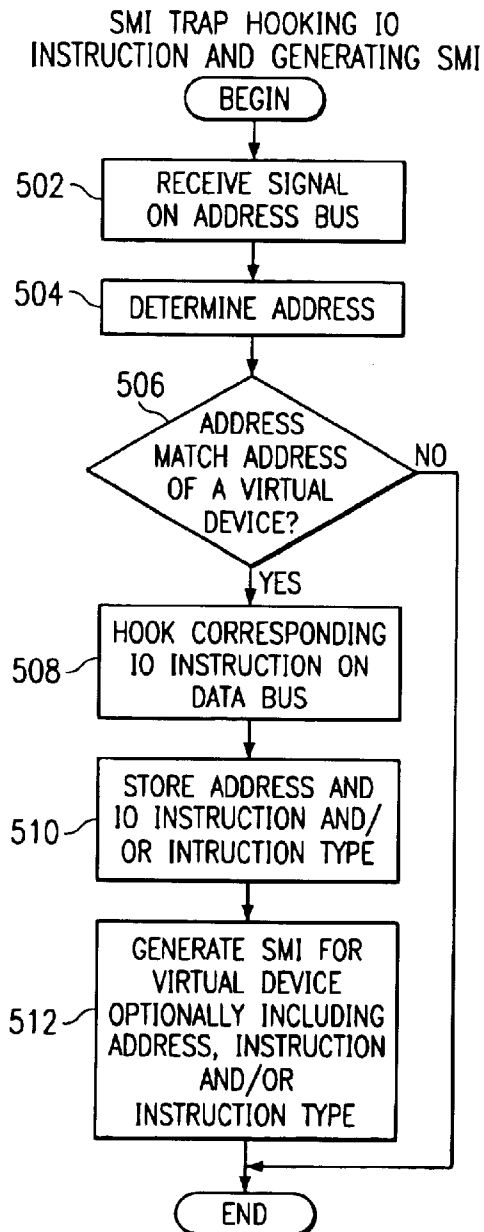 SMI TRAP HOOKING IO
INSTRUCTION AND GENERATING SMI
BEGIN
502
RECEIVE SIGNAL
ON ADDRESS BUS
504
DETERMINE ADDRESS
506
ADDRESS
MATCH ADDRESS
OF A VIRTUAL
DEVICE?
NO
YES
508
HOOK CORRESPONDING
IO INSTRUCTION ON
DATA BUS
510
STORE ADDRESS AND
IO INSTRUCTION AND/
OR INTRUCTION TYPE
512
GENERATE SMI FOR
VIRTUAL DEVICE
OPTIONALLY INCLUDING
ADDRESS, INSTRUCTION
AND/OR
INSTRUCTION TYPE
END